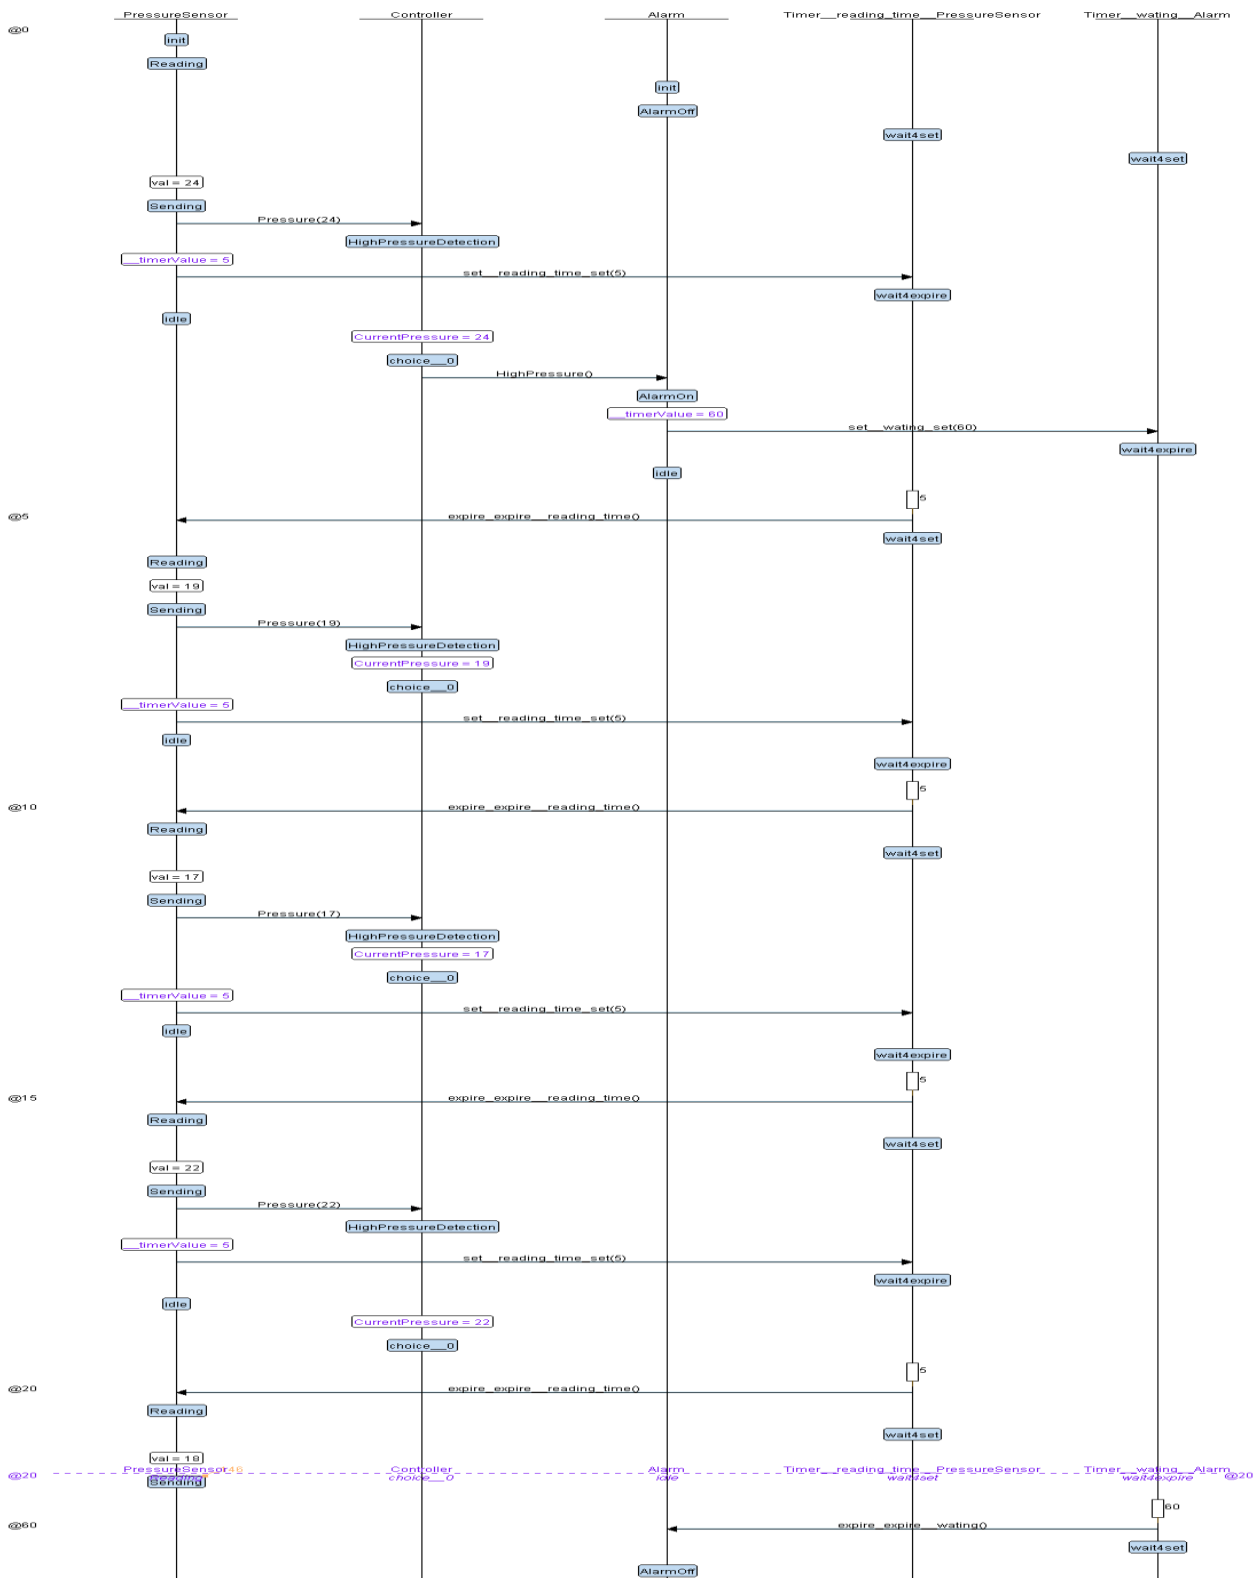 PressureSensor Controller Alarm Timer__reading_time__PressureSensor Timer__wating__Alarm
@0
init
Reading
init
AlarmOff
wait4set
wait4set
val = 24
Sending
Pressure(24)
HighPressureDetection
__timerValue = 5
set__reading_time_set(5)
wait4expire
idle
CurrentPressure = 24
choice__0
HighPressure()
AlarmOn
__timerValue = 60
set__wating_set(60)
wait4expire
idle
5
@5 expire_expire__reading_time()
wait4set
Reading
val = 19
Sending
Pressure(19)
HighPressureDetection
CurrentPressure = 19
choice__0
__timerValue = 5
set__reading_time_set(5)
idle
wait4expire
5
@10 expire_expire__reading_time()
Reading
wait4set
val = 17
Sending
Pressure(17)
HighPressureDetection
CurrentPressure = 17
choice__0
__timerValue = 5
set__reading_time_set(5)
idle
wait4expire
5
@15 expire_expire__reading_time()
Reading
wait4set
val = 22
Sending
Pressure(22)
HighPressureDetection
__timerValue = 5
set__reading_time_set(5)
wait4expire
idle
CurrentPressure = 22
choice__0
5
@20 expire_expire__reading_time()
Reading
wait4set
val = 18
PressureSensor Controller Alarm Timer__reading_time__PressureSensor Timer__wating__Alarm
@20 choice__0 idle wait4set wait4expire @20
Sending
60
@60 expire_expire__wating()
wait4set
AlarmOff